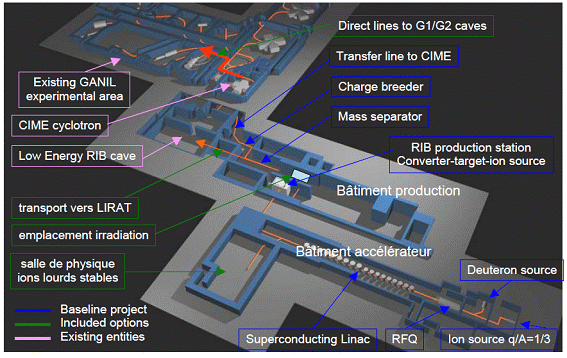 Direct lines to G1/G2 caves
Transfer line to CIME
Existing GANIL
experimental area
Charge breeder
CIME cyclotron
Mass separator
Low Energy RIB cave
RIB production station
Converter-target-ion source
Bâtiment production
transport vers LIRAT
emplacement irradiation
Bâtiment accélérateur
salle de physique
ions lourds stables
Deuteron source
Baseline project
Included options
Existing entities
Superconducting Linac
RFQ
Ion source q/A=1/3